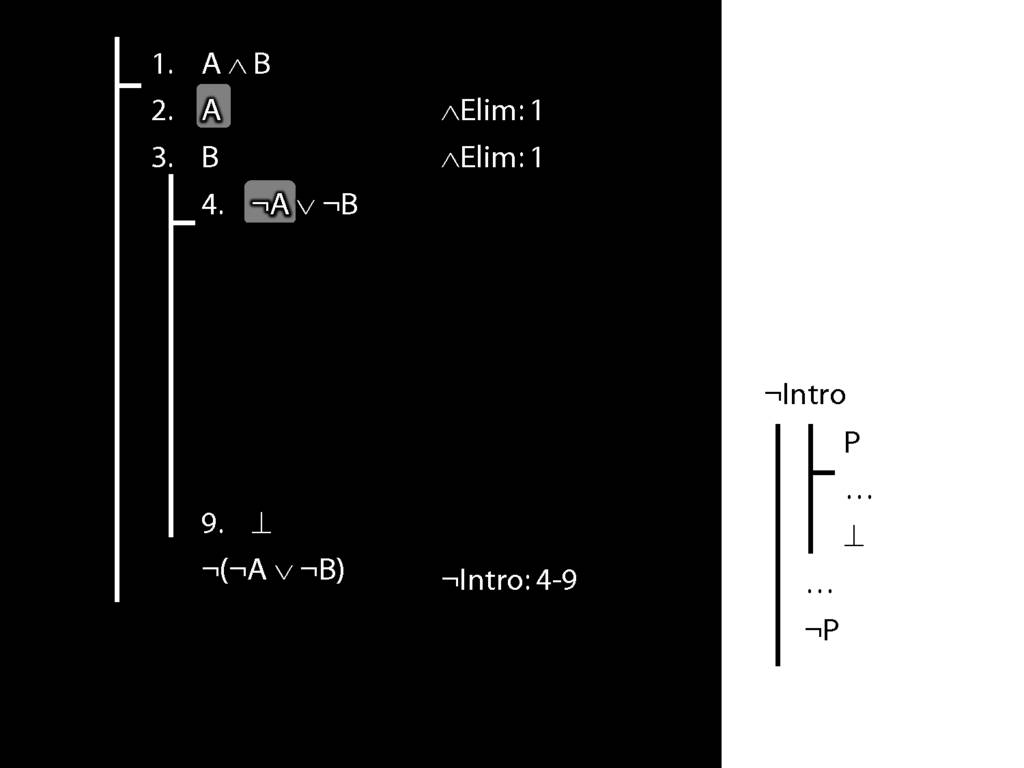 1. A ∧ B
2. A ∧Elim: 1
3. B ∧Elim: 1
4. ¬A ∨ ¬B
9. ⊥
¬(¬A ∨ ¬B) ¬Intro: 4-9
¬Intro
P
...
⊥
...
¬P